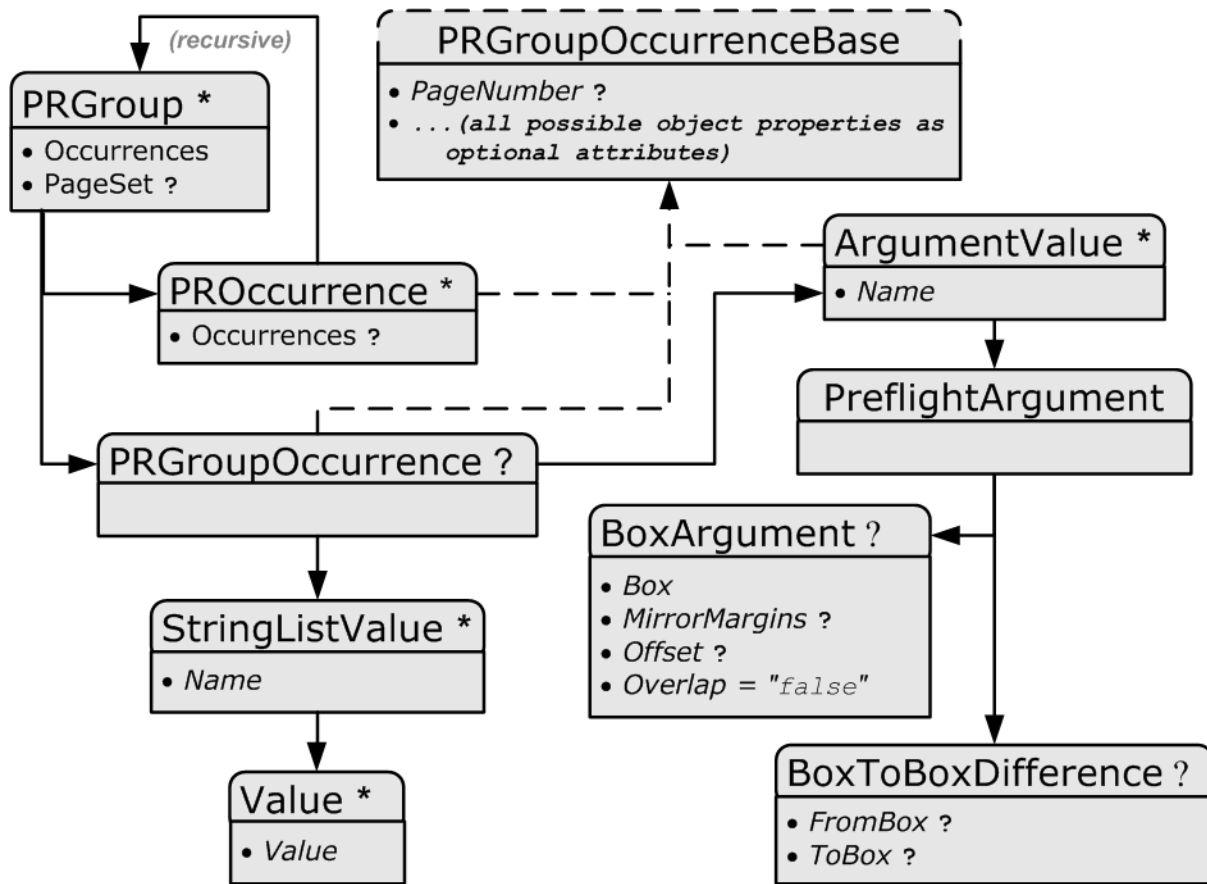 (recursive)
PRGroupOccurrenceBase
• PageNumber ?
• ...(all possible object properties as
optional attributes)
PRGroup *
• Occurrences
• PageSet ?
ArgumentValue *
• Name
PROccurrence *
• Occurrences ?
PreflightArgument
PRGroupOccurrence ?
BoxArgument ?
• Box
• MirrorMargins ?
• Offset ?
• Overlap = "false"
StringListValue *
• Name
BoxToBoxDifference ?
• FromBox ?
• ToBox ?
Value *
• Value